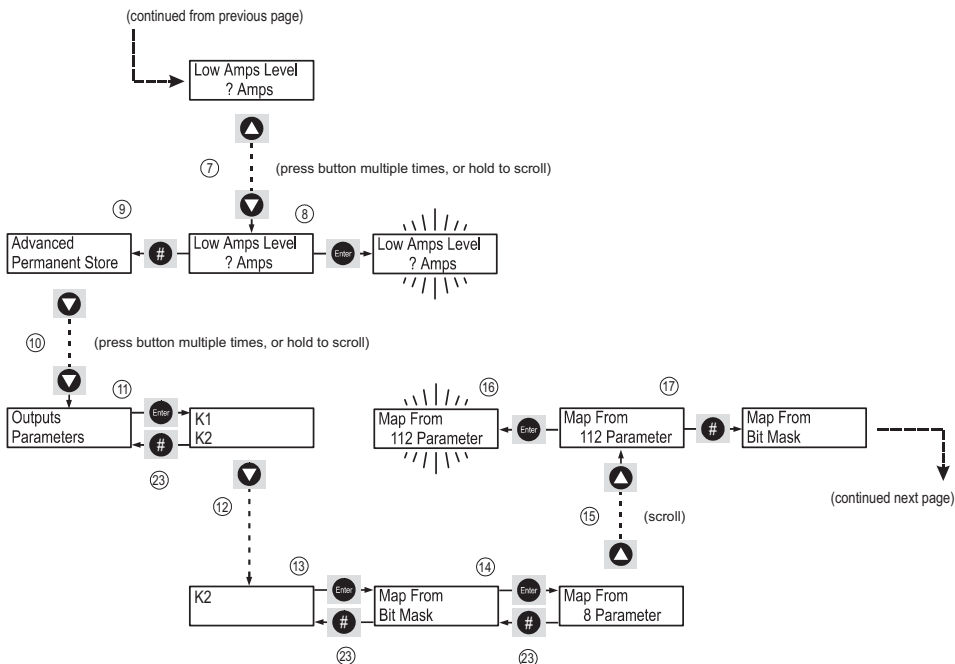 (continued from previous page)
Low Amps Level
? Amps
⑦
(press button multiple times, or hold to scroll)
⑨
⑧
Advanced
Permanent Store
#
Low Amps Level
? Amps
Enter
Low Amps Level
? Amps
⑩
(press button multiple times, or hold to scroll)
⑪
Outputs
Parameters
Enter
#
K1
K2
㉓
⑯
⑰
Map From
112 Parameter
Enter
Map From
112 Parameter
#
Map From
Bit Mask
(continued next page)
⑫
⑮
(scroll)
⑬
⑭
K2
Enter
#
Map From
Bit Mask
Enter
#
Map From
8 Parameter
㉓
㉓